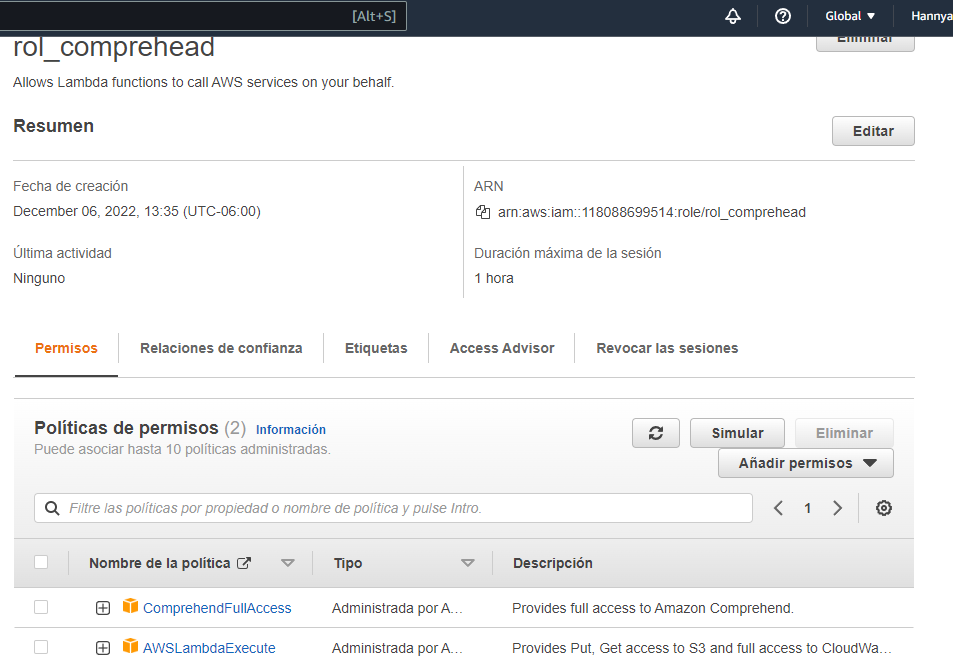 [Alt+S] Global Hannya
rol_comprehead Eliminar
Allows Lambda functions to call AWS services on your behalf.
Resumen Editar
Fecha de creación ARN
December 06, 2022, 13:35 (UTC-06:00) arn:aws:iam::118088699514:role/rol_comprehead
Última actividad Duración máxima de la sesión
Ninguno 1 hora
Permisos Relaciones de confianza Etiquetas Access Advisor Revocar las sesiones
Políticas de permisos (2) Información Simular Eliminar
Puede asociar hasta 10 políticas administradas.
Añadir permisos
Filtre las políticas por propiedad o nombre de política y pulse Intro. 1
Nombre de la política Tipo Descripción
ComprehendFullAccess Administrada por A... Provides full access to Amazon Comprehend.
AWSLambdaExecute Administrada por A... Provides Put, Get access to S3 and full access to CloudWa...